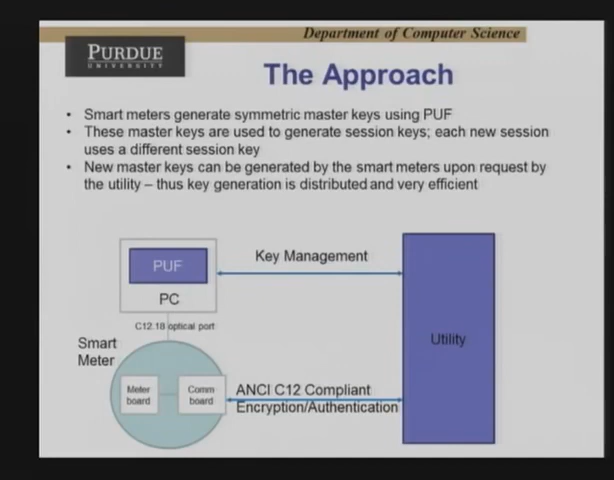 Department of Computer Science
PURDUE
UNIVERSITY
The Approach
• Smart meters generate symmetric master keys using PUF
• These master keys are used to generate session keys; each new session
uses a different session key
• New master keys can be generated by the smart meters upon request by
the utility – thus key generation is distributed and very efficient
PUF
PC
Key Management
C12.18 optical port
Smart
Meter
Meter
board
Comm
board
ANCI C12 Compliant
Encryption/Authentication
Utility